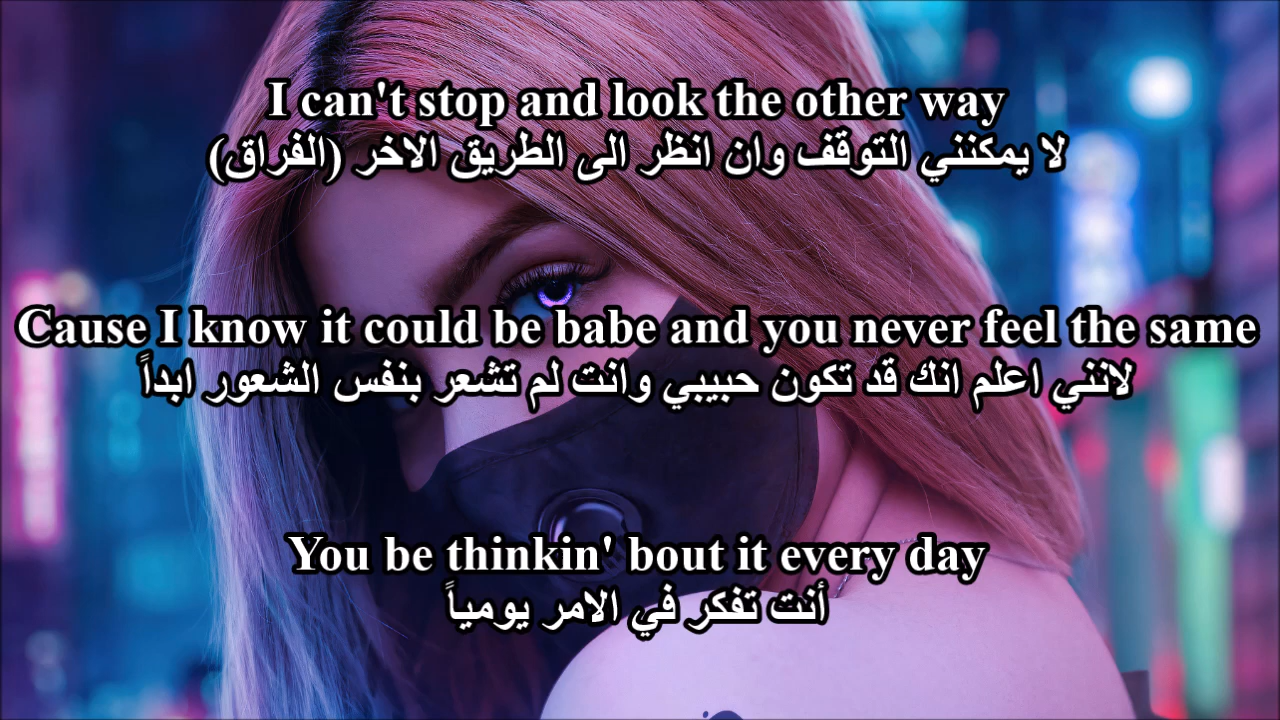 I can't stop and look the other way
لا يمكنني التوقف وان انظر الى الطريق الاخر (الفراق)
Cause I know it could be babe and you never feel the same
لانني اعلم انك قد تكون حبيبي وانت لم تشعر بنفس الشعور ابداً
You be thinkin' bout it every day
أنت تفكر في الامر يومياً